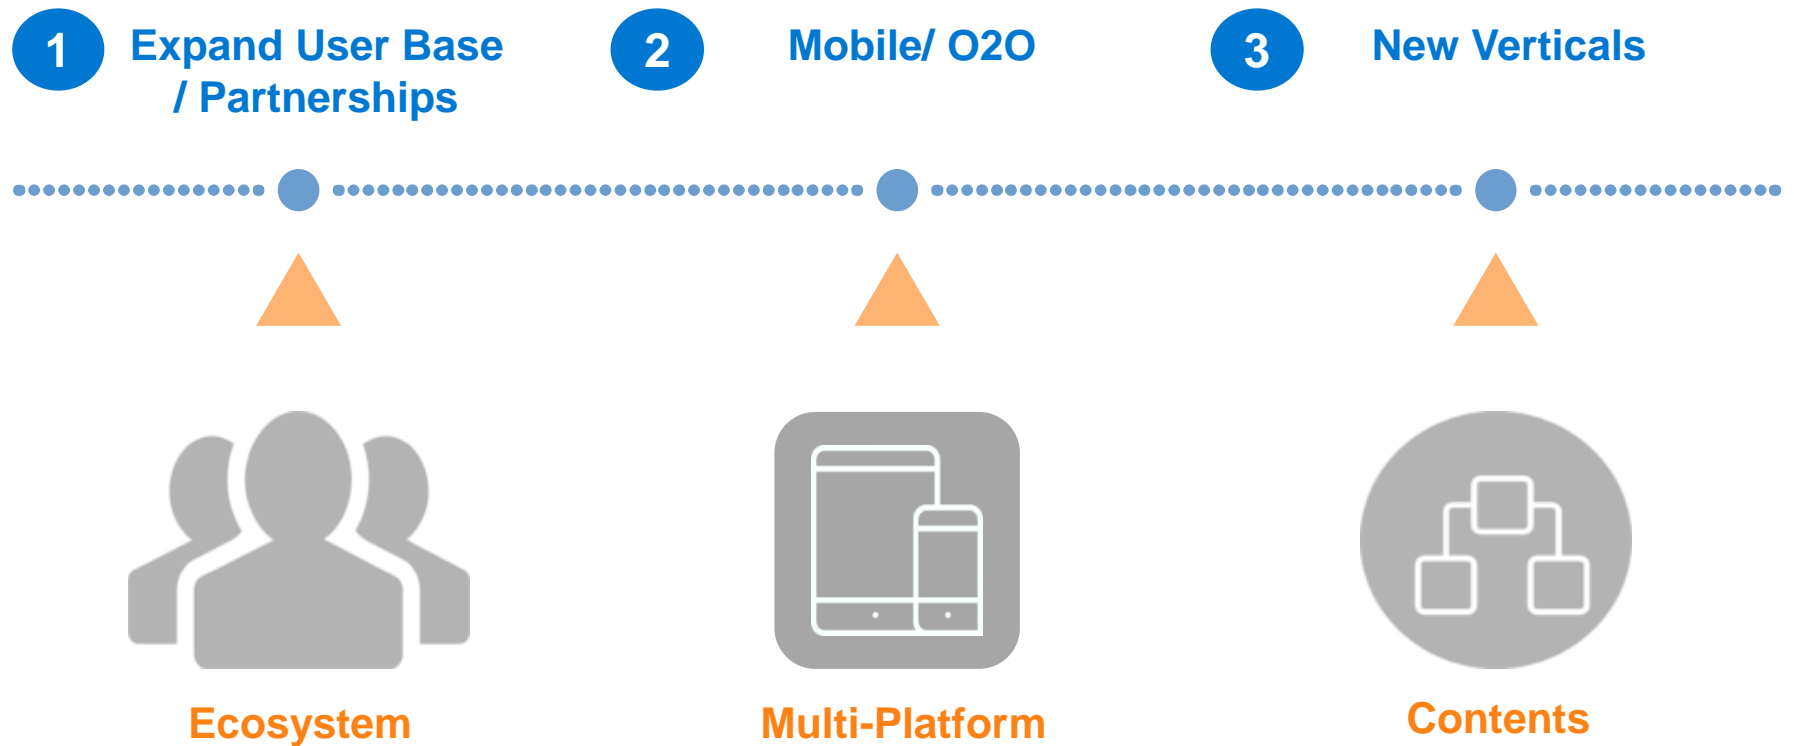 1
Expand User Base
/ Partnerships
2
Mobile/ O2O
3
New Verticals
Ecosystem
Multi-Platform
Contents